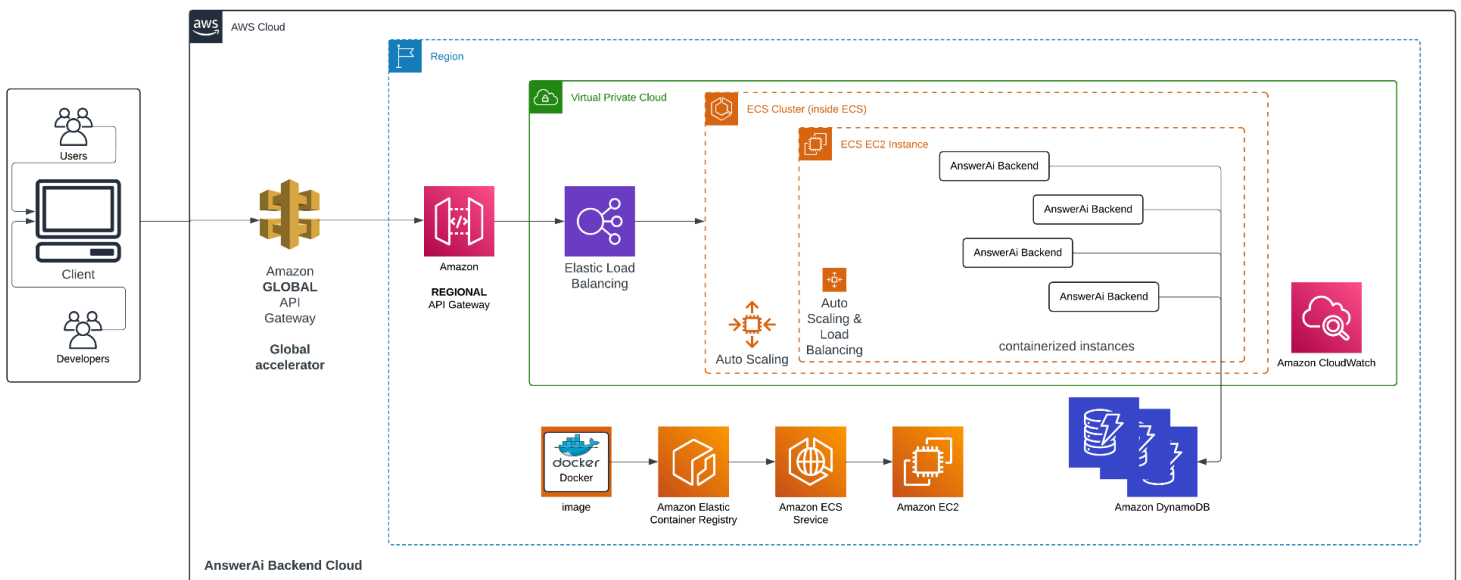 aws
AWS Cloud
Region
Virtual Private Cloud
ECS Cluster (inside ECS)
ECS EC2 Instance
AnswerAi Backend
AnswerAi Backend
AnswerAi Backend
AnswerAi Backend
containerized instances
Auto
Scaling &
Load
Balancing
Auto Scaling
Users
Client
Developers
Amazon
GLOBAL
API
Gateway
Global
accelerator
Amazon
REGIONAL
API Gateway
Elastic Load
Balancing
Amazon CloudWatch
docker
Docker
image
Amazon Elastic
Container Registry
Amazon ECS
Srevice
Amazon EC2
Amazon DynamoDB
AnswerAi Backend Cloud